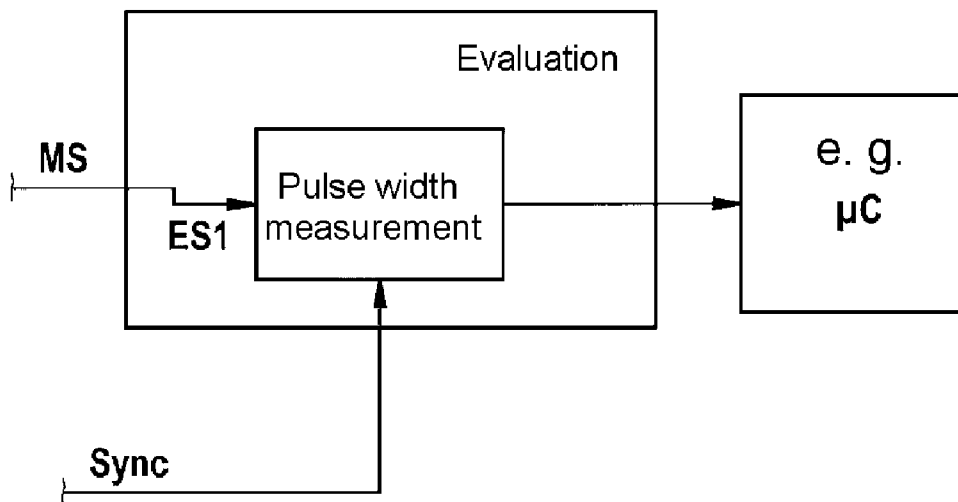 Evaluation
MS
ES1
Pulse width
measurement
e. g.
µC
Sync